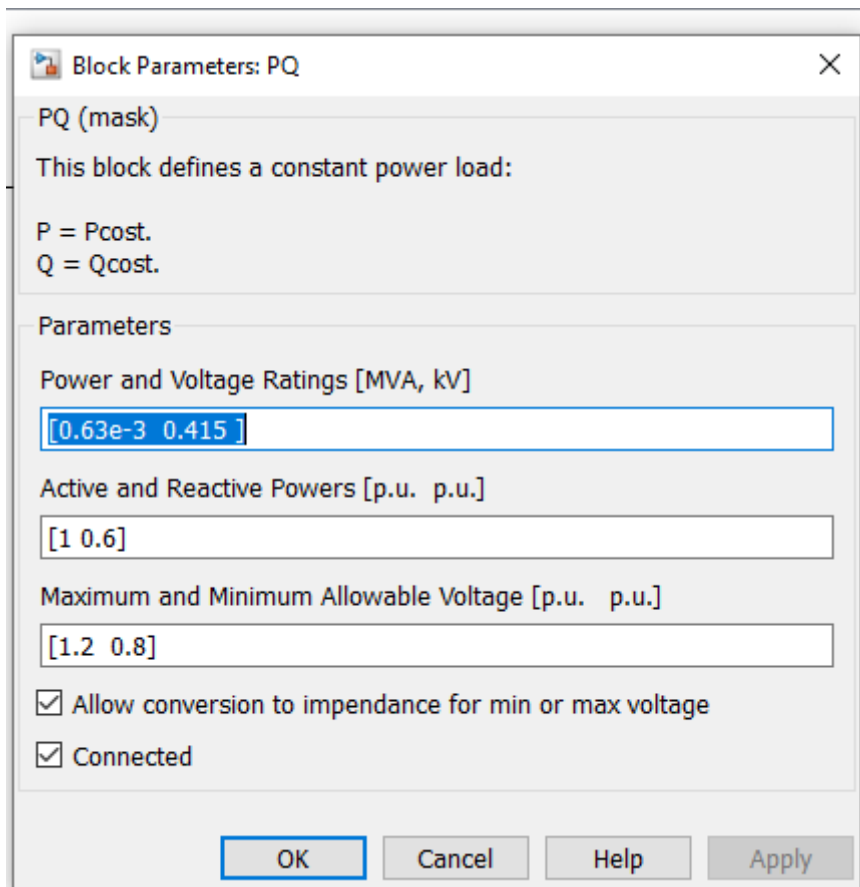 Block Parameters: PQ
PQ (mask)
This block defines a constant power load:
P = Pcost.
Q = Qcost.
Parameters
Power and Voltage Ratings [MVA, kV]
[0.63e-3  0.415 ]
Active and Reactive Powers [p.u.  p.u.]
[1 0.6]
Maximum and Minimum Allowable Voltage [p.u.   p.u.]
[1.2  0.8]
Allow conversion to impendance for min or max voltage
Connected
OK Cancel Help Apply